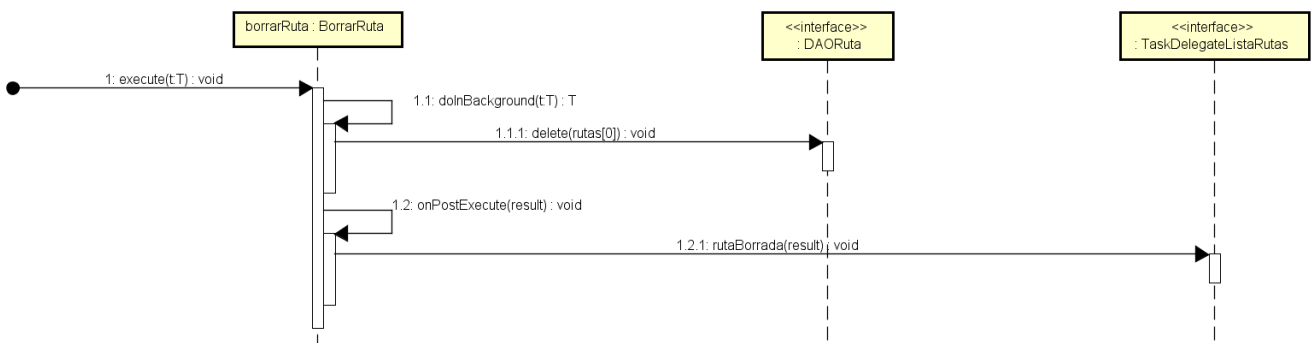 borrarRuta : BorrarRuta
<<interface>>
: DAORuta
<<interface>>
: TaskDelegateListaRutas
1: execute(t:T) : void
1.1: doInBackground(t:T) : T
1.1.1: delete(rutas[0]) : void
1.2: onPostExecute(result) : void
1.2.1: rutaBorrada(result) : void